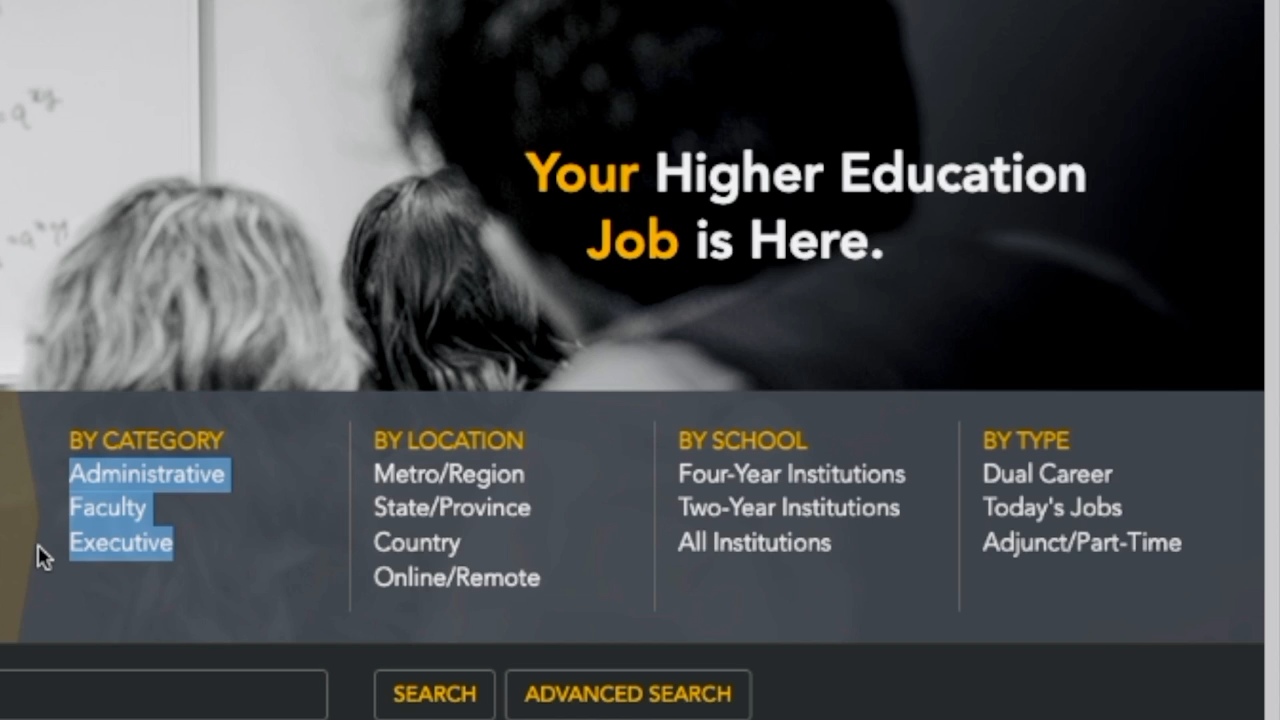 Your Higher Education
Job is Here.
BY CATEGORY
Administrative
Faculty
Executive
BY LOCATION
Metro/Region
State/Province
Country
Online/Remote
BY SCHOOL
Four-Year Institutions
Two-Year Institutions
All Institutions
BY TYPE
Dual Career
Today's Jobs
Adjunct/Part-Time
SEARCH
ADVANCED SEARCH